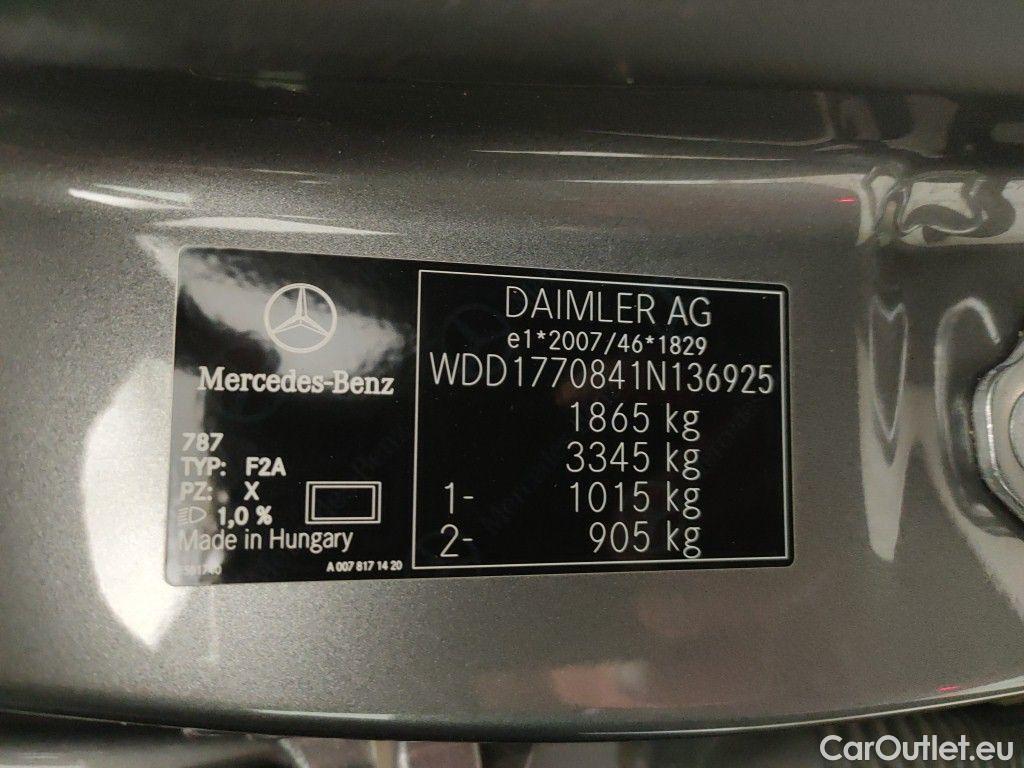 Mercedes-Benz
787
TYP: F2A
PZ: X
1,0 %
Made in Hungary
A 007 817 14 20
DAIMLER AG
e1*2007/46*1829
WDD1770841N136925
1865 kg
3345 kg
1- 1015 kg
2- 905 kg
CarOutlet.eu